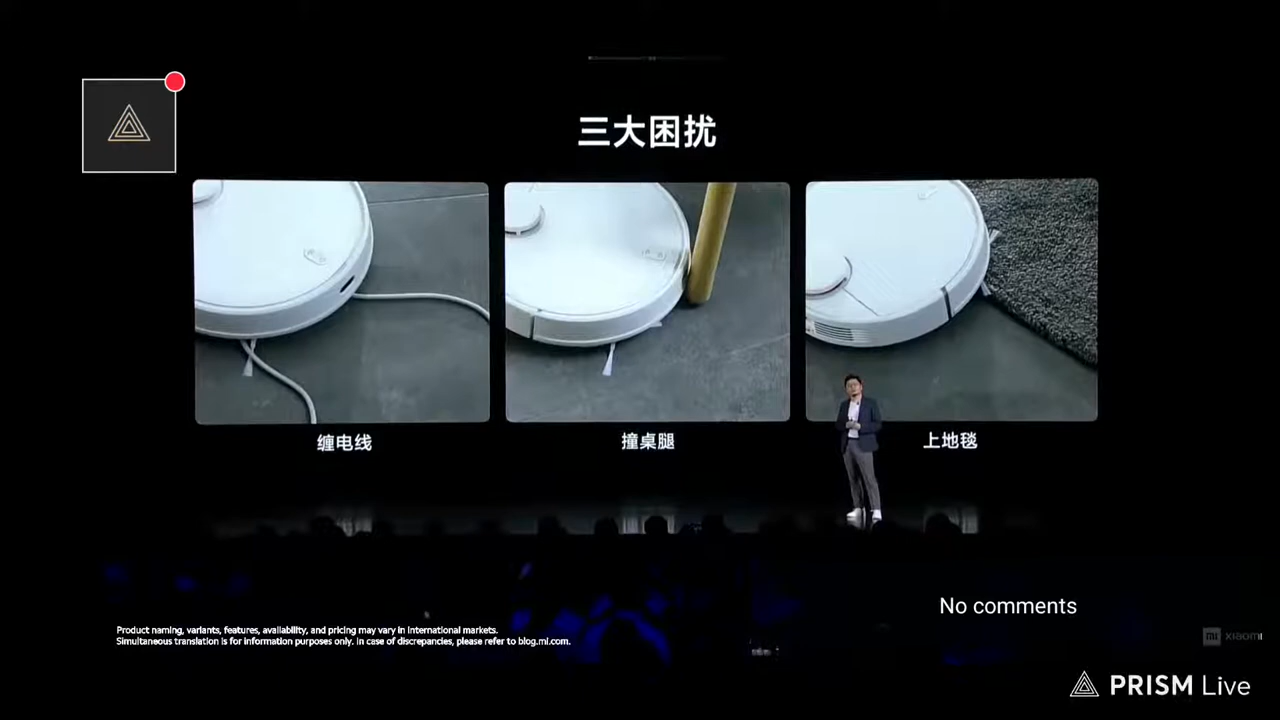 三大困扰
缠电线
撞桌腿
上地毯
No comments
Product naming, variants, features, availability, and pricing may vary in international markets.
Simultaneous translation is for information purposes only. In case of discrepancies, please refer to blog.mi.com.
mi xiaomi
PRISM Live